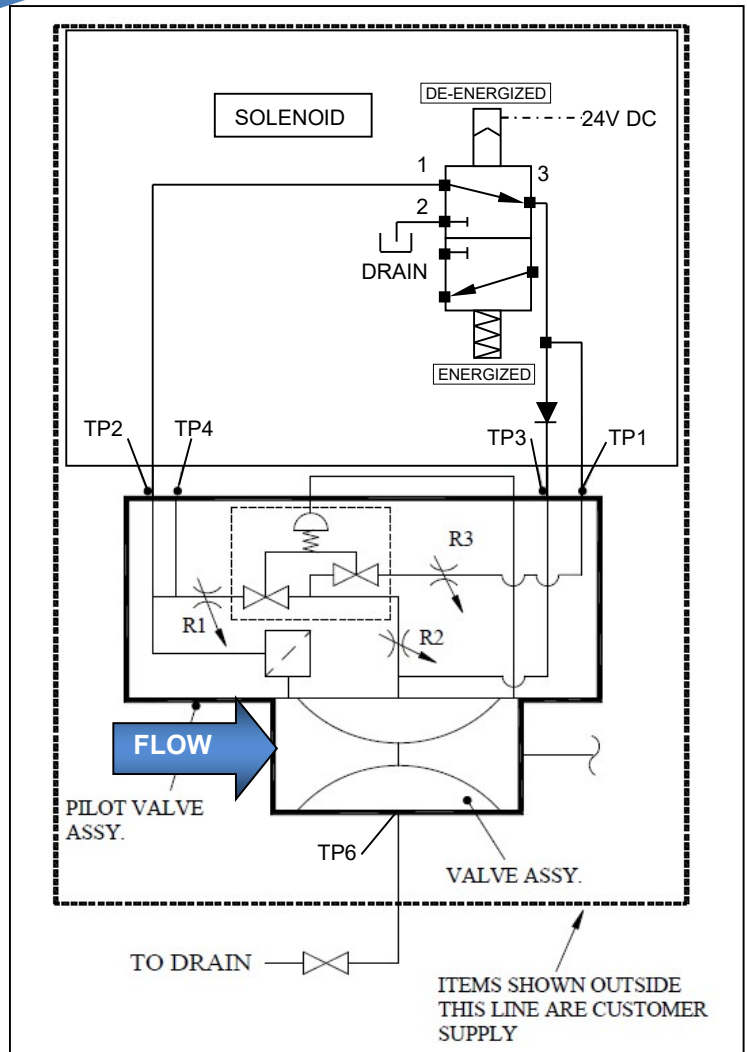 DE-ENERGIZED
SOLENOID
24V DC
1
3
2
DRAIN
ENERGIZED
TP2
TP4
TP3
TP1
R3
R1
R2
FLOW
PILOT VALVE
ASSY.
TP6
VALVE ASSY.
TO DRAIN
ITEMS SHOWN OUTSIDE
THIS LINE ARE CUSTOMER
SUPPLY